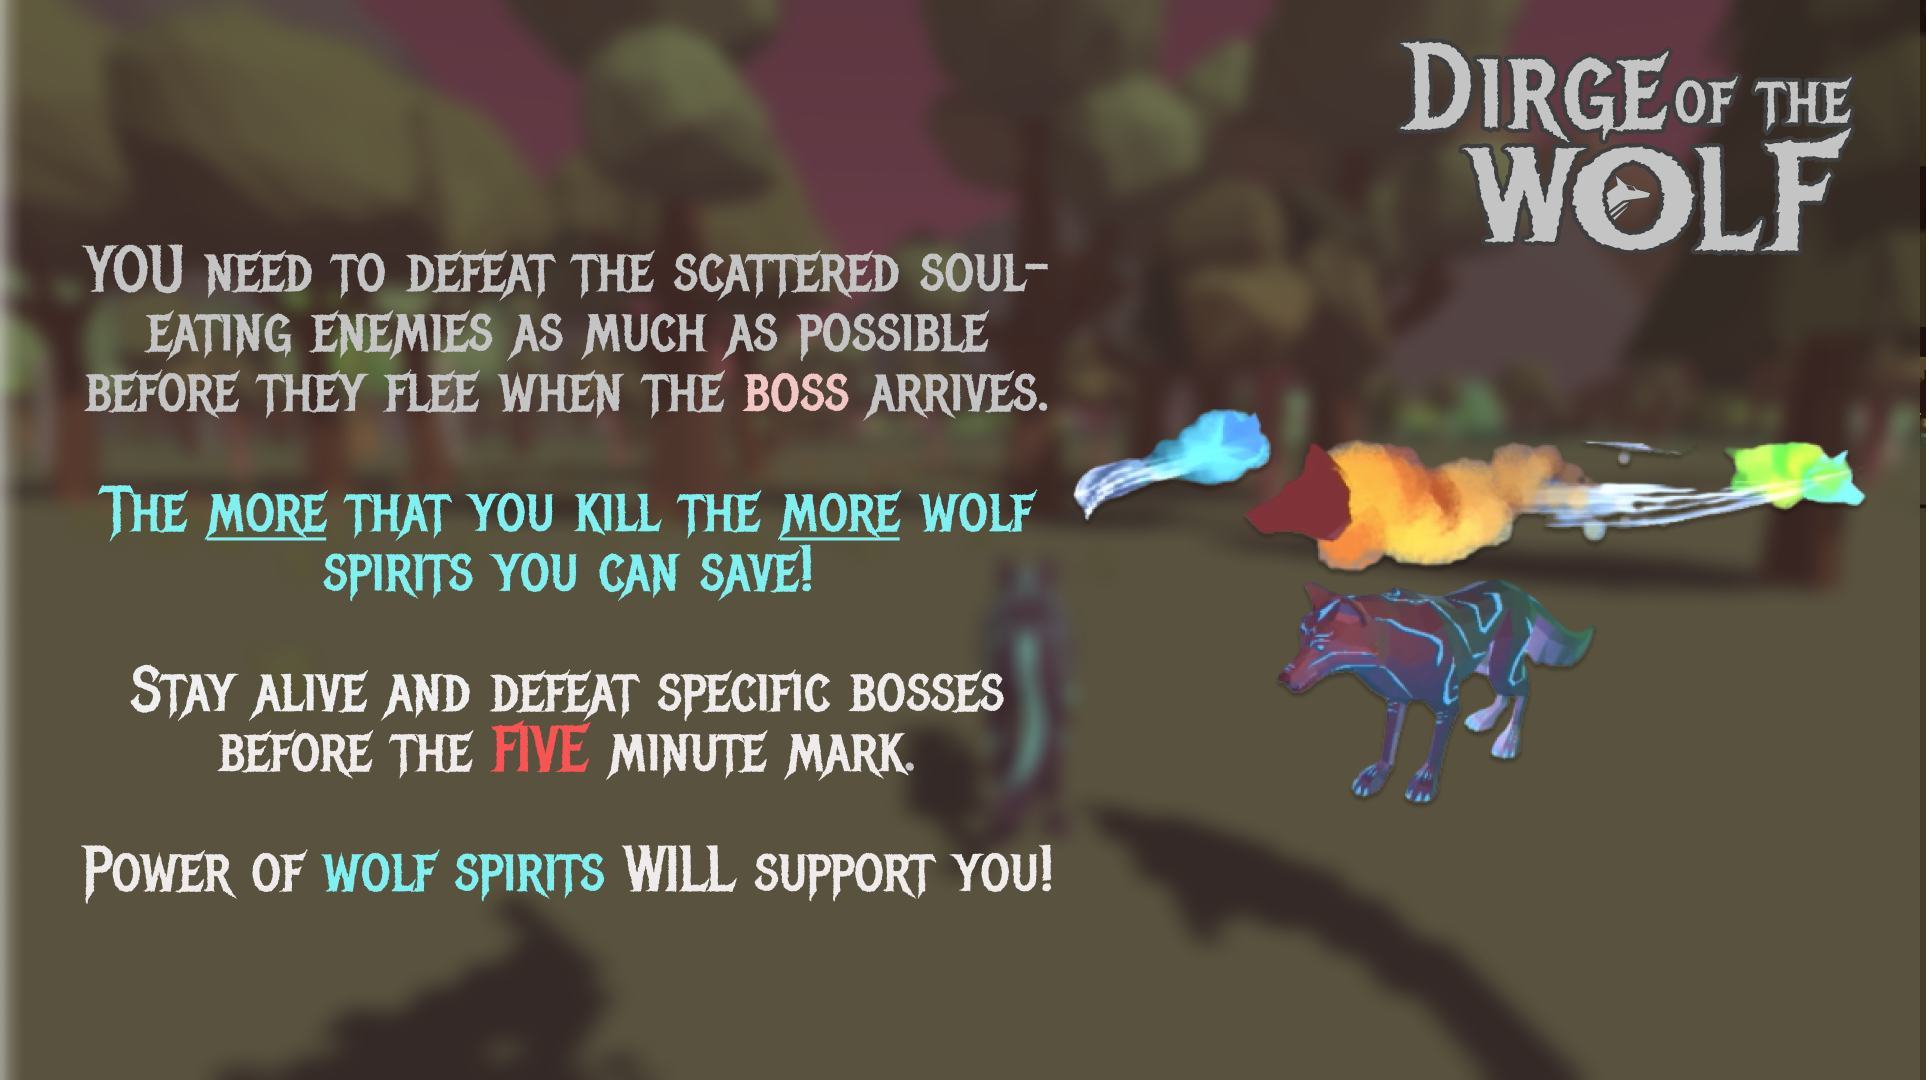 DIRGE OF THE
WOLF
YOU NEED TO DEFEAT THE SCATTERED SOUL-
EATING ENEMIES AS MUCH AS POSSIBLE
BEFORE THEY FLEE WHEN THE BOSS ARRIVES.
THE MORE THAT YOU KILL THE MORE WOLF
SPIRITS YOU CAN SAVE!
STAY ALIVE AND DEFEAT SPECIFIC BOSSES
BEFORE THE FIVE MINUTE MARK.
POWER OF WOLF SPIRITS WILL SUPPORT YOU!